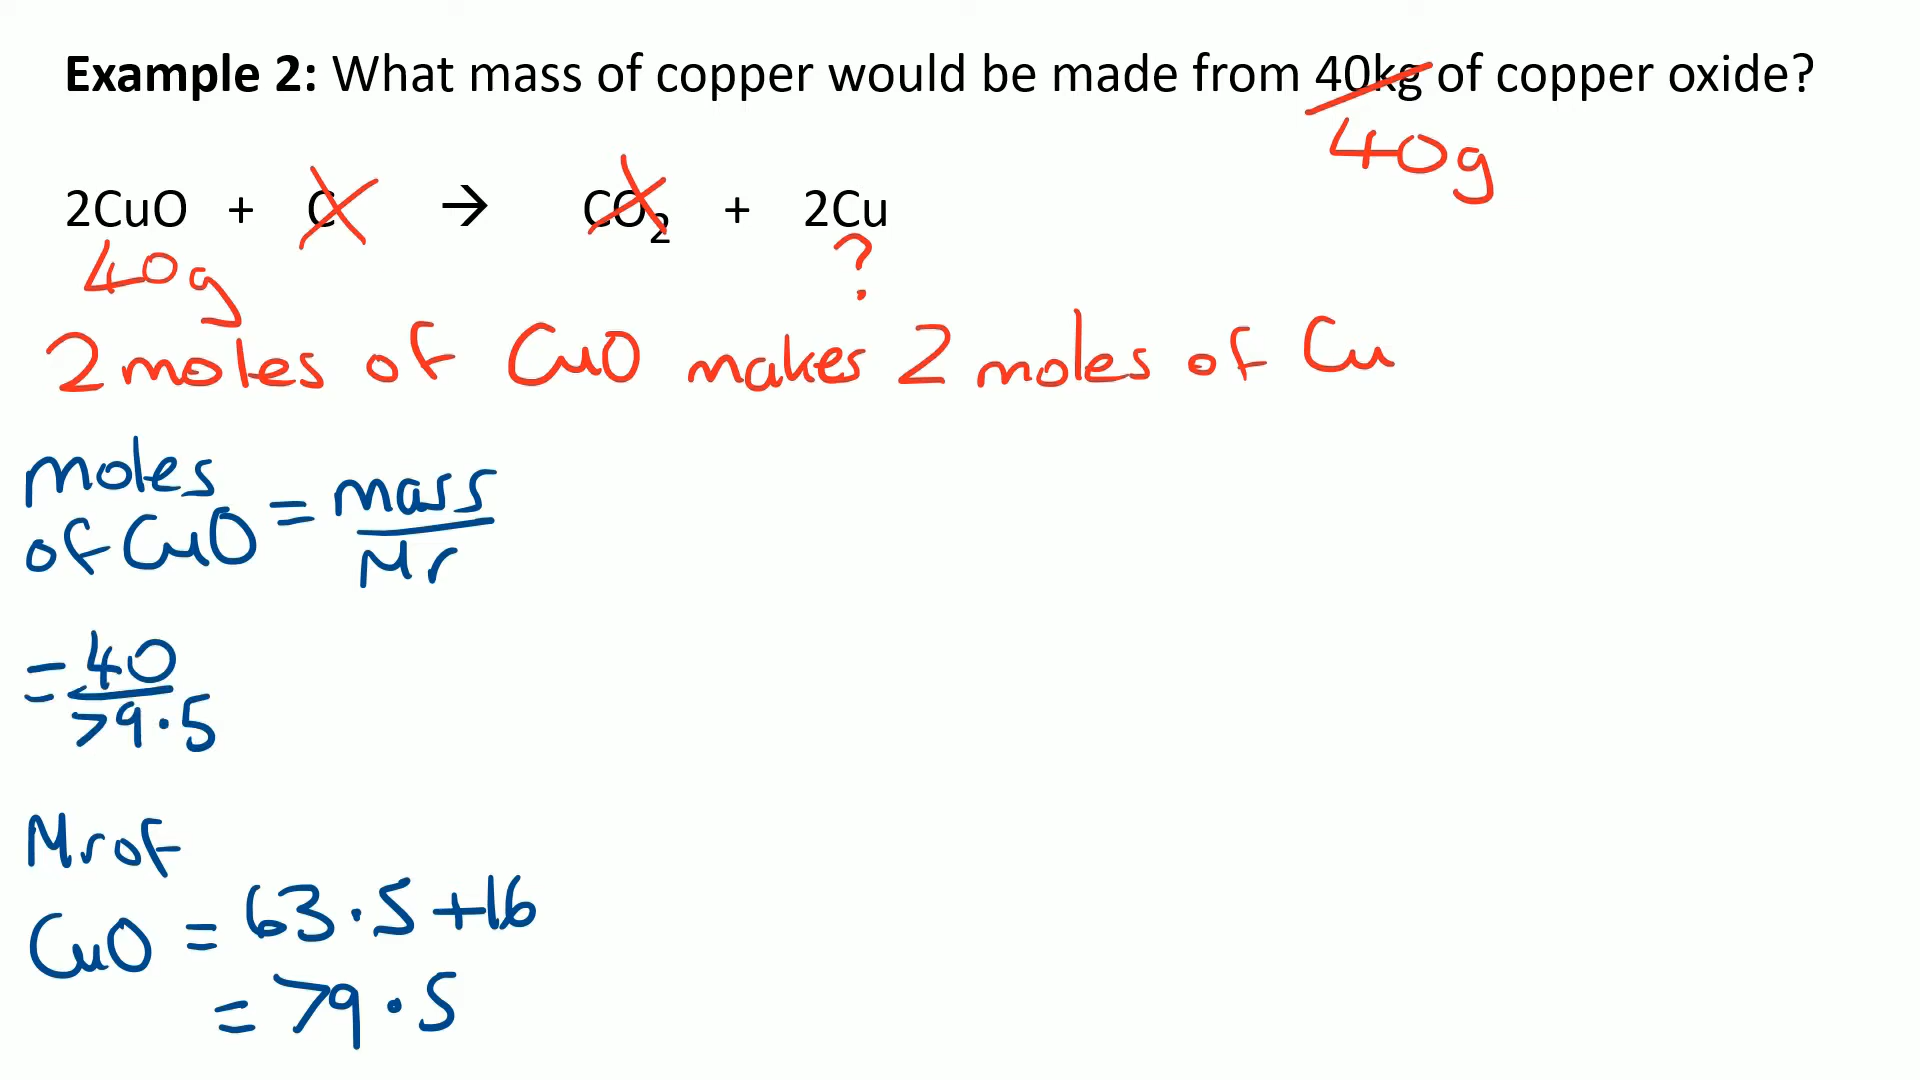 Example 2: What mass of copper would be made from 40kg of copper oxide?
40g
2CuO + C → CO₂ + 2Cu
40g ?
2 moles of CuO makes 2 moles of Cu
moles
of CuO = mass
Mr
= 40
79.5
Mr of
CuO = 63.5 + 16
= 79.5